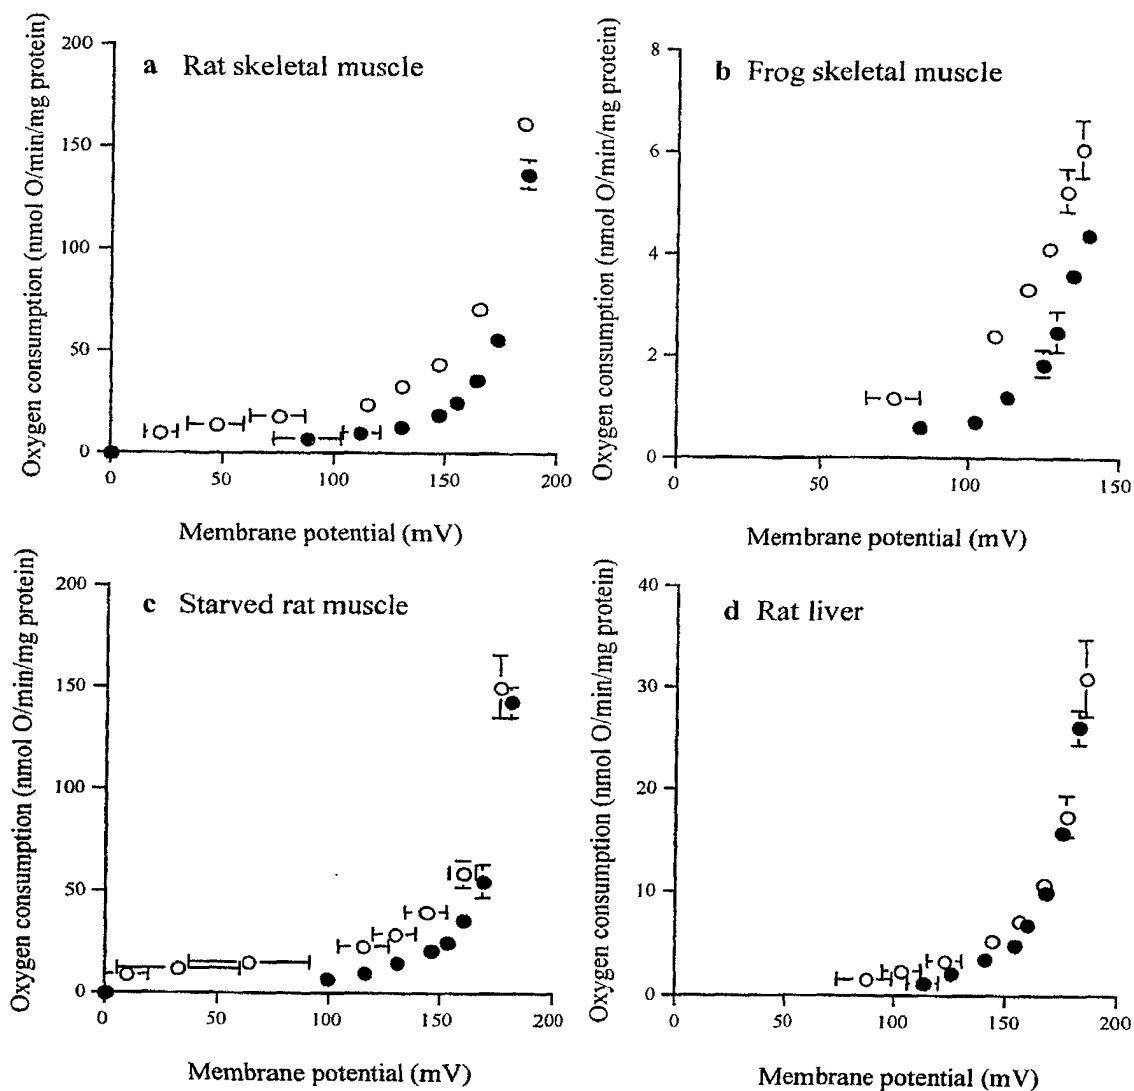 a Rat skeletal muscle
Oxygen consumption (nmol O/min/mg protein)
200
150
100
50
0
0 50 100 150 200
Membrane potential (mV)
b Frog skeletal muscle
Oxygen consumption (nmol O/min/mg protein)
8
6
4
2
0
0 50 100 150
Membrane potential (mV)
c Starved rat muscle
Oxygen consumption (nmol O/min/mg protein)
200
150
100
50
0
0 50 100 150 200
Membrane potential (mV)
d Rat liver
Oxygen consumption (nmol O/min/mg protein)
40
30
20
10
0
0 50 100 150 200
Membrane potential (mV)